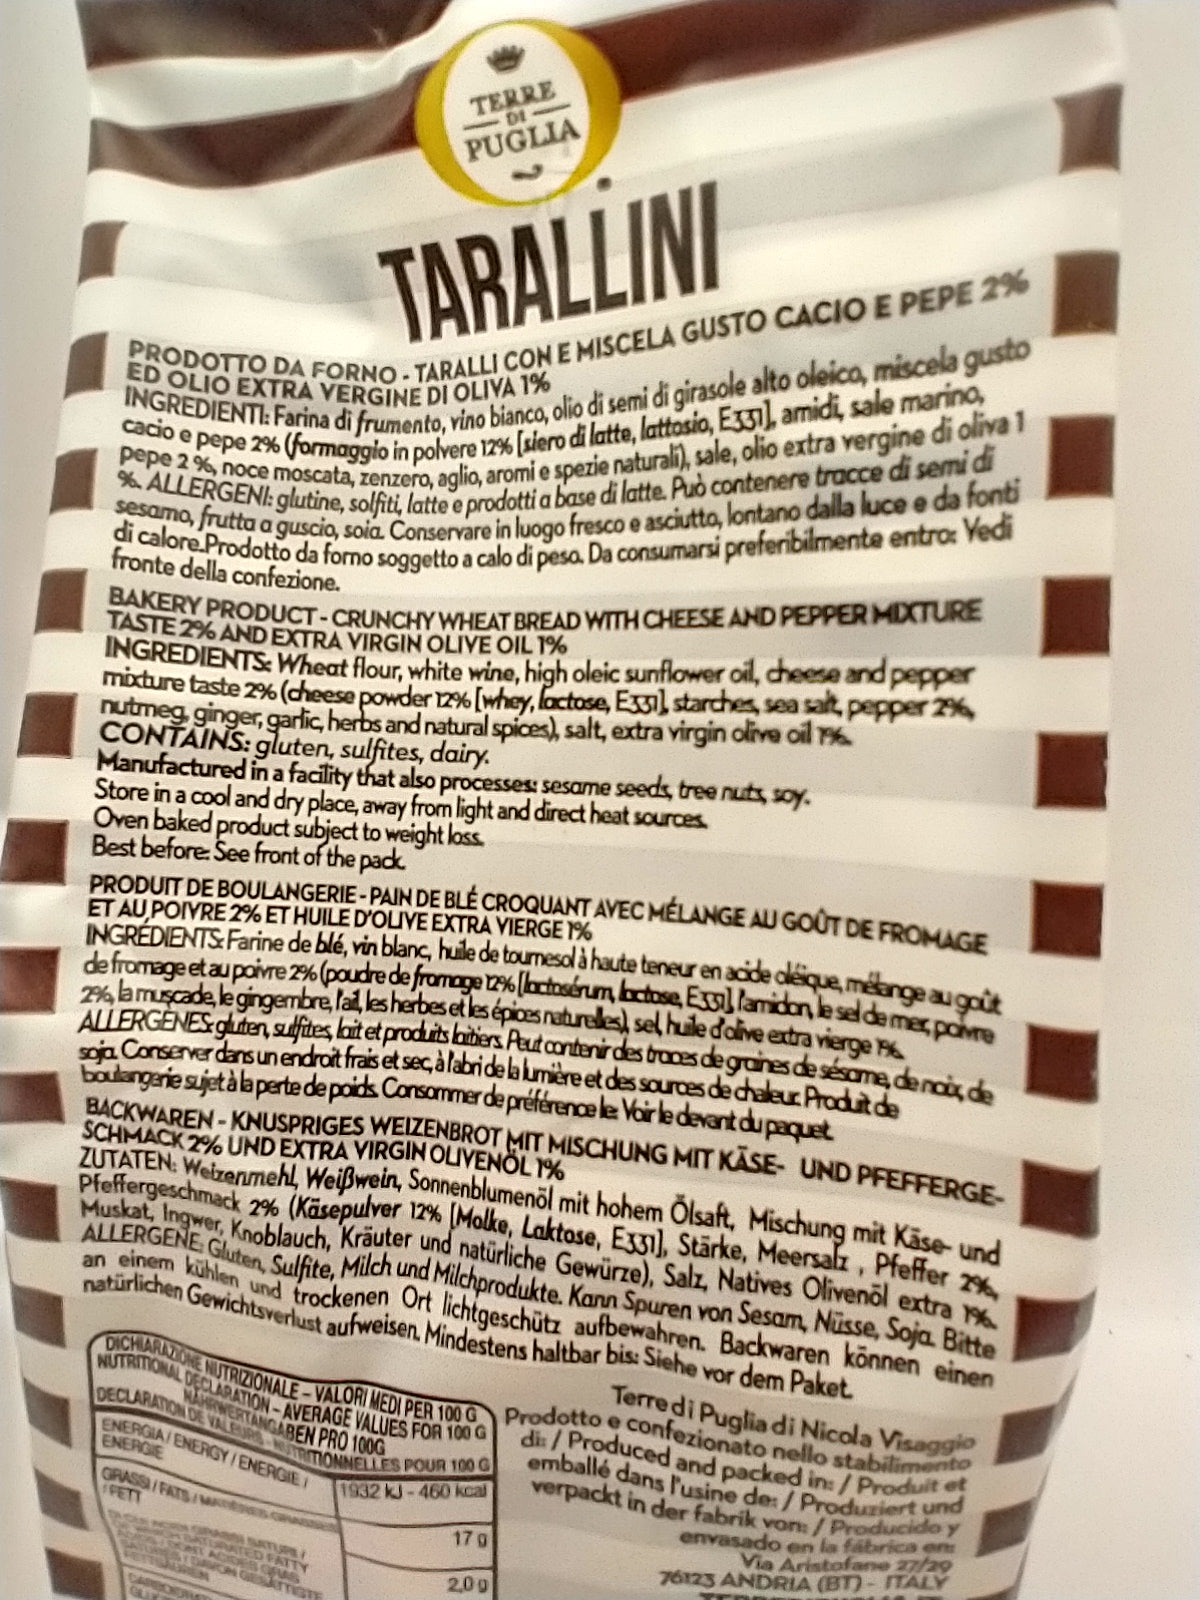 TERRE
DI
PUGLIA
TARALLINI
PRODOTTO DA FORNO - TARALLI CON E MISCELA GUSTO CACIO E PEPE 2%
ED OLIO EXTRA VERGINE DI OLIVA 1%
INGREDIENTI: Farina di frumento, vino bianco, olio di semi di girasole alto oleico, miscela gusto
cacio e pepe 2% (formaggio in polvere 12% [siero di latte, lattosio, E331], amidi, sale marino,
pepe 2 %, noce moscata, zenzero, aglio, aromi e spezie naturali), sale, olio extra vergine di oliva 1
%. ALLERGENI: glutine, solfiti, latte e prodotti a base di latte. Può contenere tracce di semi di
sesamo, frutta a guscio, soia. Conservare in luogo fresco e asciutto, lontano dalla luce e da fonti
di calore.Prodotto da forno soggetto a calo di peso. Da consumarsi preferibilmente entro: Vedi
fronte della confezione.
BAKERY PRODUCT - CRUNCHY WHEAT BREAD WITH CHEESE AND PEPPER MIXTURE
TASTE 2% AND EXTRA VIRGIN OLIVE OIL 1%
INGREDIENTS: Wheat flour, white wine, high oleic sunflower oil, cheese and pepper
mixture taste 2% (cheese powder 12% [whey, lactose, E331], starches, sea salt, pepper 2%,
nutmeg, ginger, garlic, herbs and natural spices), salt, extra virgin olive oil 1%.
CONTAINS: gluten, sulfites, dairy.
Manufactured in a facility that also processes: sesame seeds, tree nuts, soy.
Store in a cool and dry place, away from light and direct heat sources.
Oven baked product subject to weight loss.
Best before: See front of the pack.
PRODUIT DE BOULANGERIE - PAIN DE BLÉ CROQUANT AVEC MÉLANGE AU GOÛT DE FROMAGE
ET AU POIVRE 2% ET HUILE D'OLIVE EXTRA VIERGE 1%
INGRÉDIENTS: Farine de blé, vin blanc, huile de tournesol à haute teneur en acide oléique, mélange au goût
de fromage et au poivre 2% (poudre de fromage 12% [lactosérum, lactose, E331], l'amidon, le sel de mer, poivre
2%, la muscade, le gingembre, l'ail, les herbes et les épices naturelles), sel, huile d'olive extra vierge 1%.
ALLERGÈNES: gluten, sulfites, lait et produits laitiers. Peut contenir des traces de graines de sésame, de noix, de
soja. Conserver dans un endroit frais et sec, à l'abri de la lumière et des sources de chaleur. Produit de
boulangerie sujet à la perte de poids. Consommer de préférence le: Voir le devant du paquet.
BACKWAREN - KNUSPRIGES WEIZENBROT MIT MISCHUNG MIT KÄSE- UND PFEFFERGE-
SCHMACK 2% UND EXTRA VIRGIN OLIVENÖL 1%
ZUTATEN: Weizenmehl, Weißwein, Sonnenblumenöl mit hohem Ölsaft, Mischung mit Käse- und
Pfeffergeschmack 2% (Käsepulver 12% [Molke, Laktose, E331], Stärke, Meersalz , Pfeffer 2%,
Muskat, Ingwer, Knoblauch, Kräuter und natürliche Gewürze), Salz, Natives Olivenöl extra 1%.
ALLERGENE: Gluten, Sulfite, Milch und Milchprodukte. Kann Spuren von Sesam, Nüsse, Soja. Bitte
an einem kühlen und trockenen Ort lichtgeschütz aufbewahren. Backwaren können einen
natürlichen Gewichtsverlust aufweisen. Mindestens haltbar bis: Siehe vor dem Paket.
DICHIARAZIONE NUTRIZIONALE - VALORI MEDI PER 100 G
NUTRITIONAL DECLARATION - AVERAGE VALUES FOR 100 G
NÄHRWERTANGABEN PRO 100G
DECLARATION DE VALEURS NUTRITIONNELLES POUR 100 G
ENERGIA / ENERGY / ENERGIE /
ENERGIE
1932 kJ - 460 kcal
GRASSI / FATS / MATIÈRES GRASSES
/ FETT
17 g
2,0 g
Terre di Puglia di Nicola Visaggio
Prodotto e confezionato nello stabilimento
di: / Produced and packed in: / Produit et
emballé dans l'usine de: / Produziert und
verpackt in der fabrik von: / Producido y
envasado en la fábrica en:
Via Aristofane 27/29
76123 ANDRIA (BT) - ITALY